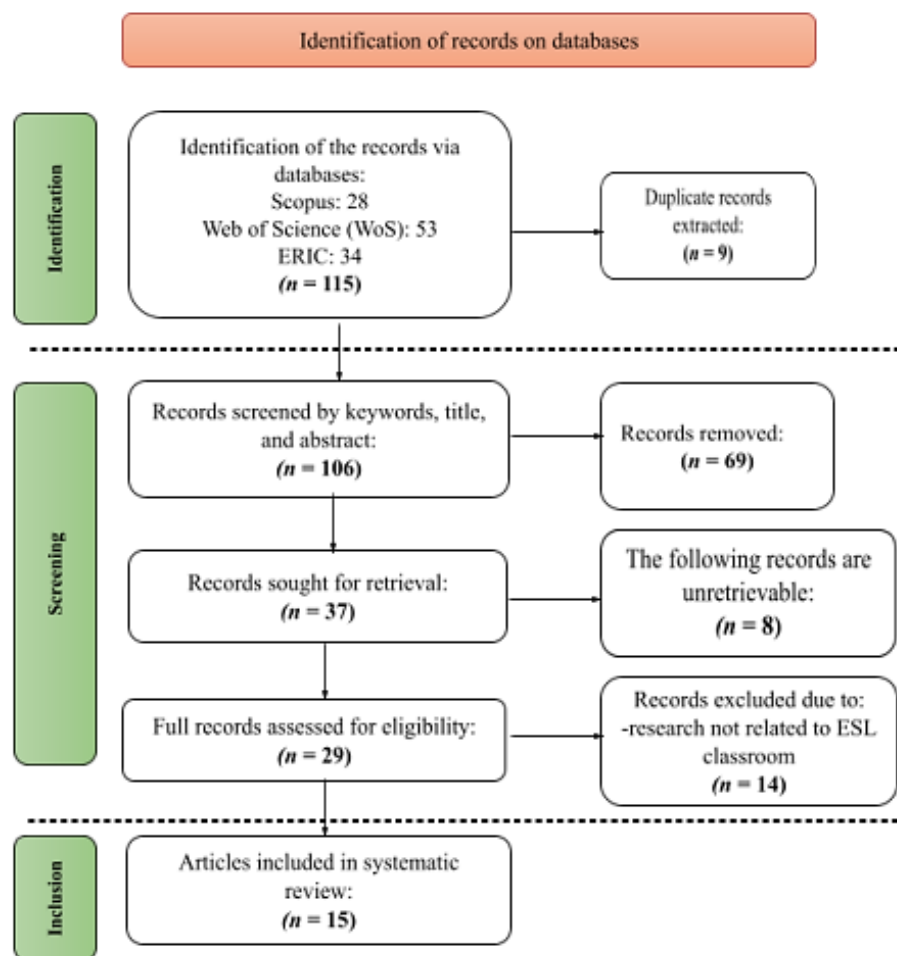 Identification of records on databases
Identification
Identification of the records via
databases:
Scopus: 28
Web of Science (WoS): 53
ERIC: 34
(n = 115)
Duplicate records
extracted:
(n = 9)
Screening
Records screened by keywords, title,
and abstract:
(n = 106)
Records removed:
(n = 69)
Records sought for retrieval:
(n = 37)
The following records are
unretrievable:
(n = 8)
Full records assessed for eligibility:
(n = 29)
Records excluded due to:
-research not related to ESL
classroom
(n = 14)
Inclusion
Articles included in systematic
review:
(n = 15)